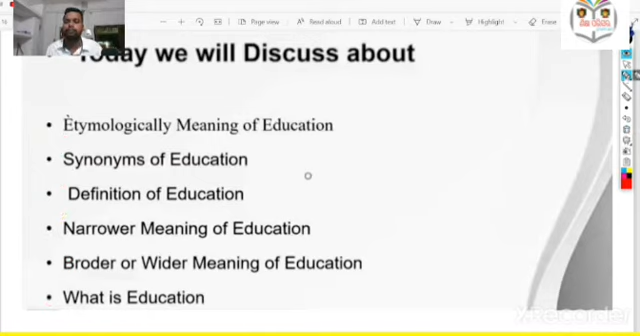 Page view
Read aloud
Add text
Draw
Highlight
Erase
Today we will Discuss about
• Ètymologically Meaning of Education
• Synonyms of Education
• Definition of Education
• Narrower Meaning of Education
• Broder or Wider Meaning of Education
• What is Education
XRecorder